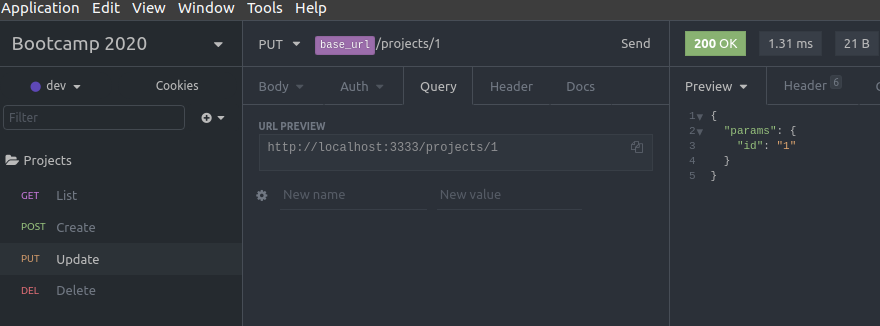 Application Edit View Window Tools Help
Bootcamp 2020
PUT base_url/projects/1 Send
200 OK 1.31 ms 21 B
dev Cookies
Body Auth Query Header Docs
Preview Header 6
Filter
URL PREVIEW
http://localhost:3333/projects/1
New name New value
Projects
GET List
POST Create
PUT Update
DEL Delete
1 {
2 "params": {
3 "id": "1"
4 }
5 }